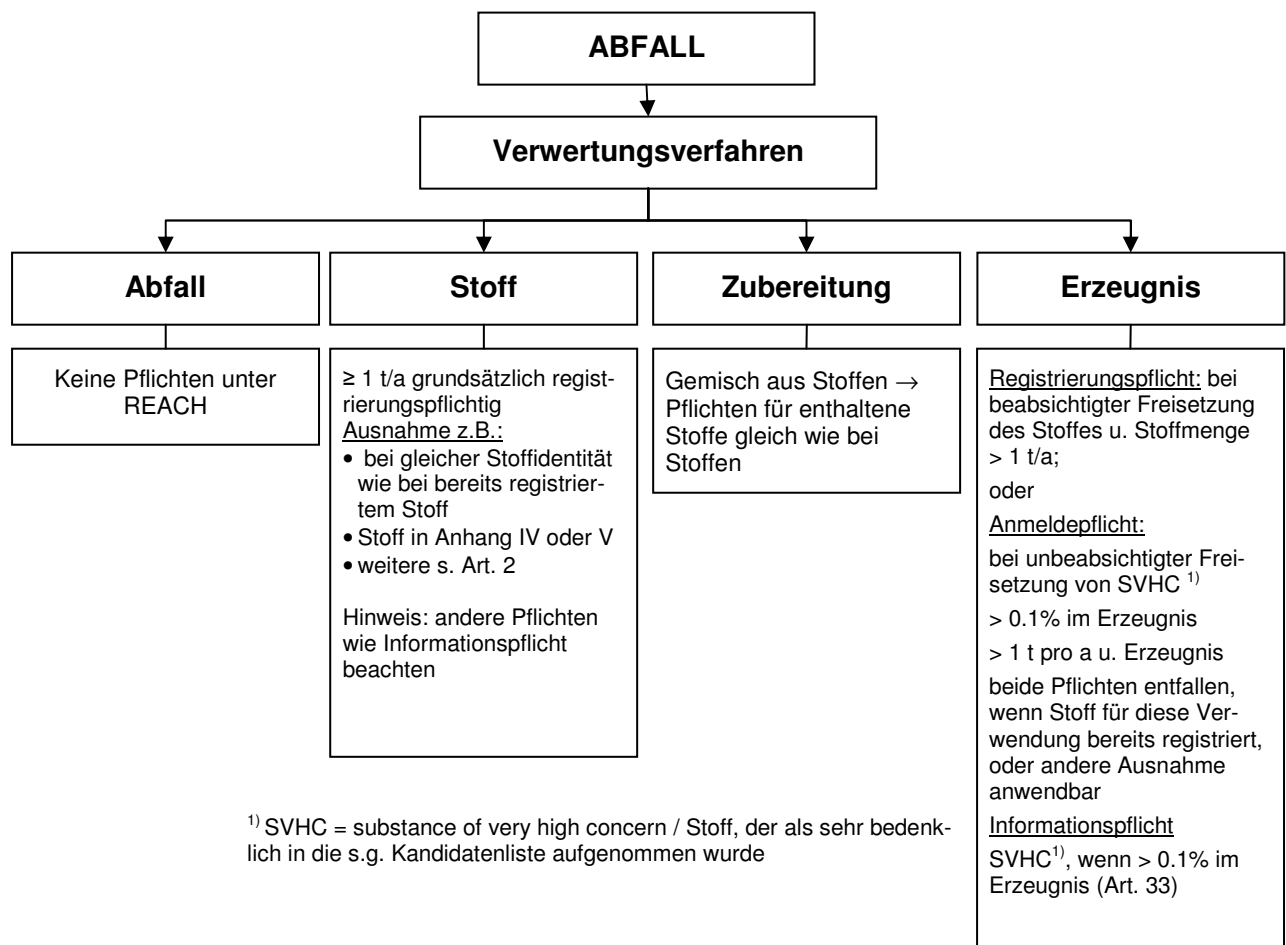 ABFALL
Verwertungsverfahren
Abfall
Keine Pflichten unter
REACH
Stoff
≥ 1 t/a grundsätzlich regist-
rierungspflichtig
Ausnahme z.B.:
• bei gleicher Stoffidentität
wie bei bereits registrier-
tem Stoff
• Stoff in Anhang IV oder V
• weitere s. Art. 2
Hinweis: andere Pflichten
wie Informationspflicht
beachten
Zubereitung
Gemisch aus Stoffen →
Pflichten für enthaltene
Stoffe gleich wie bei
Stoffen
Erzeugnis
Registrierungspflicht: bei
beabsichtigter Freisetzung
des Stoffes u. Stoffmenge
> 1 t/a;
oder
Anmeldepflicht:
bei unbeabsichtigter Frei-
setzung von SVHC 1)
> 0.1% im Erzeugnis
> 1 t pro a u. Erzeugnis
beide Pflichten entfallen,
wenn Stoff für diese Ver-
wendung bereits registriert,
oder andere Ausnahme
anwendbar
Informationspflicht
SVHC1), wenn > 0.1% im
Erzeugnis (Art. 33)
1) SVHC = substance of very high concern / Stoff, der als sehr bedenk-
lich in die s.g. Kandidatenliste aufgenommen wurde